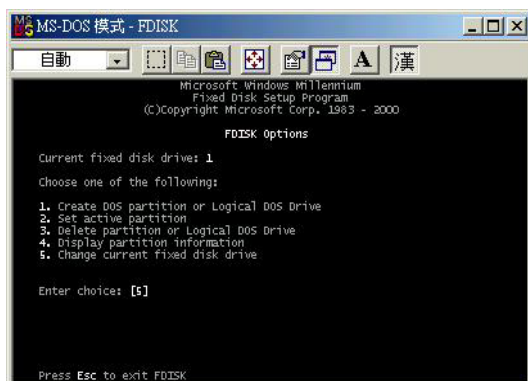 MS-DOS 模式 - FDISK
自動 A 漢
Microsoft Windows Millennium
Fixed Disk Setup Program
(C)Copyright Microsoft Corp. 1983 - 2000
FDISK Options
Current fixed disk drive: 1
Choose one of the following:
1. Create DOS partition or Logical DOS Drive
2. Set active partition
3. Delete partition or Logical DOS Drive
4. Display partition information
5. Change current fixed disk drive
Enter choice: [5]
Press Esc to exit FDISK